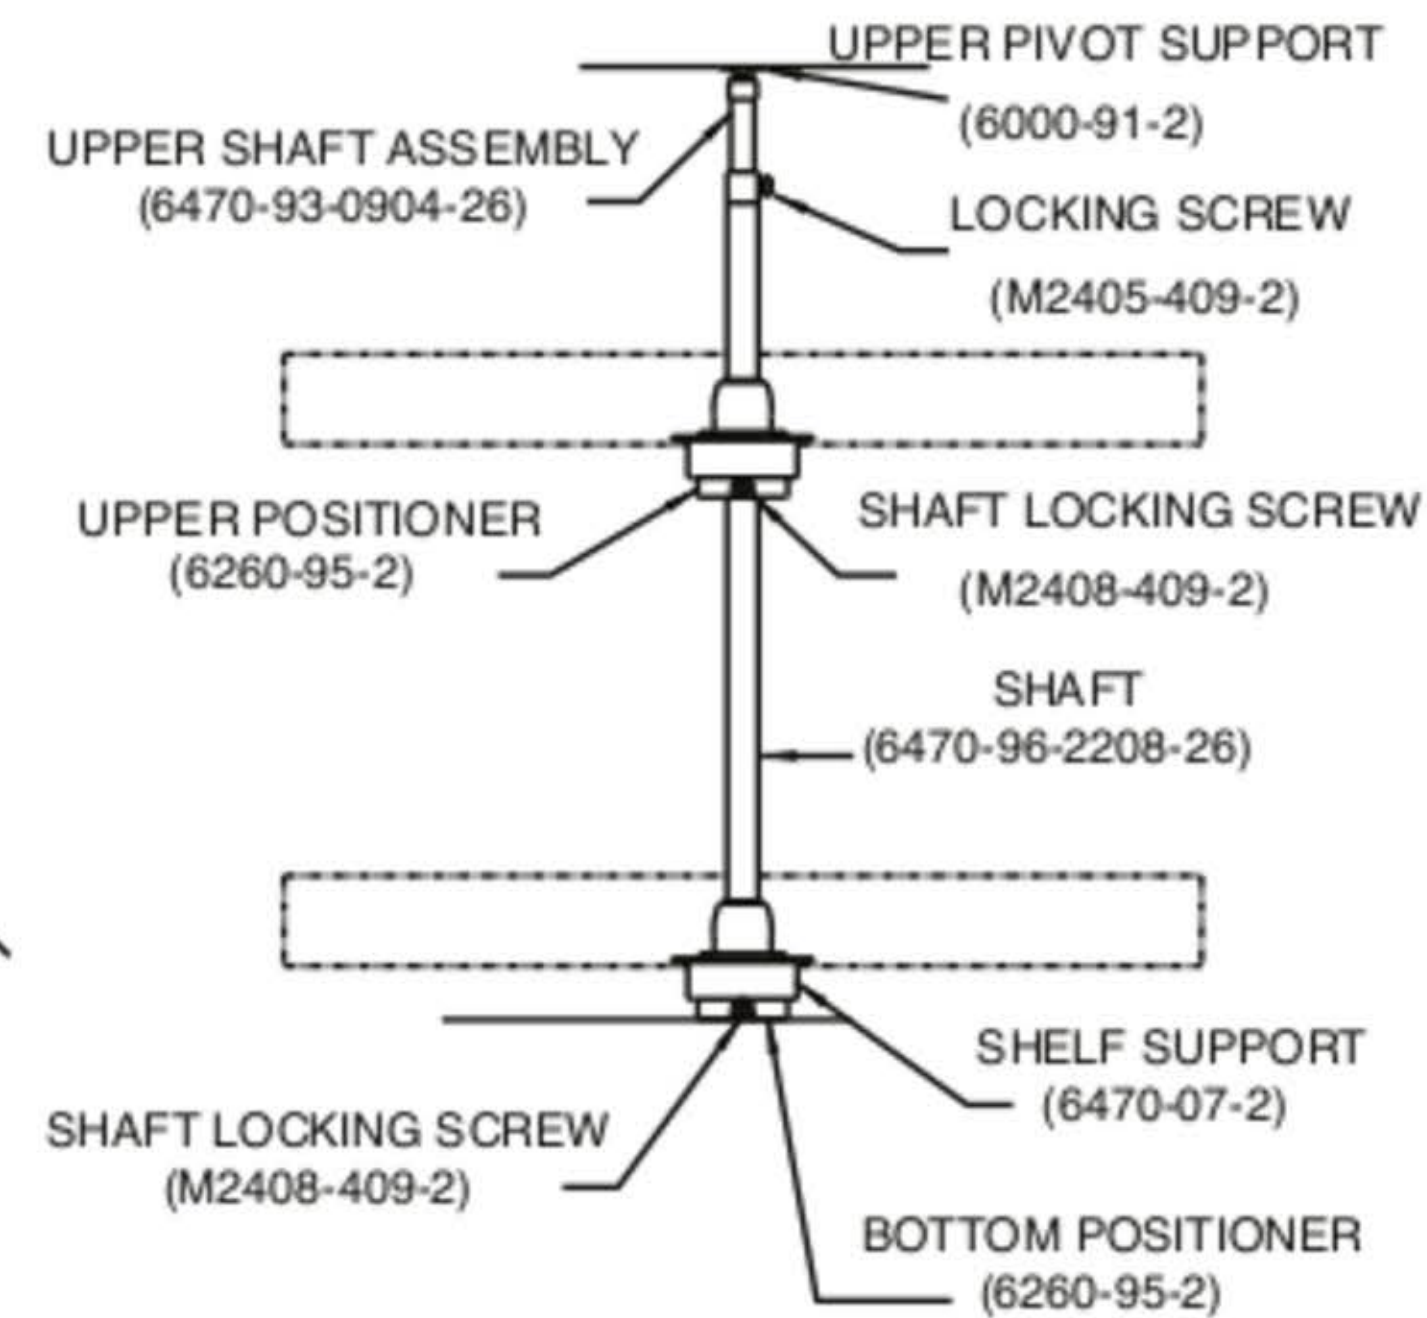 UPPER PIVOT SUPPORT
(6000-91-2)
UPPER SHAFT ASSEMBLY
(6470-93-0904-26)
LOCKING SCREW
(M2405-409-2)
UPPER POSITIONER
(6260-95-2)
SHAFT LOCKING SCREW
(M2408-409-2)
SHAFT
(6470-96-2208-26)
SHELF SUPPORT
(6470-07-2)
SHAFT LOCKING SCREW
(M2408-409-2)
BOTTOM POSITIONER
(6260-95-2)